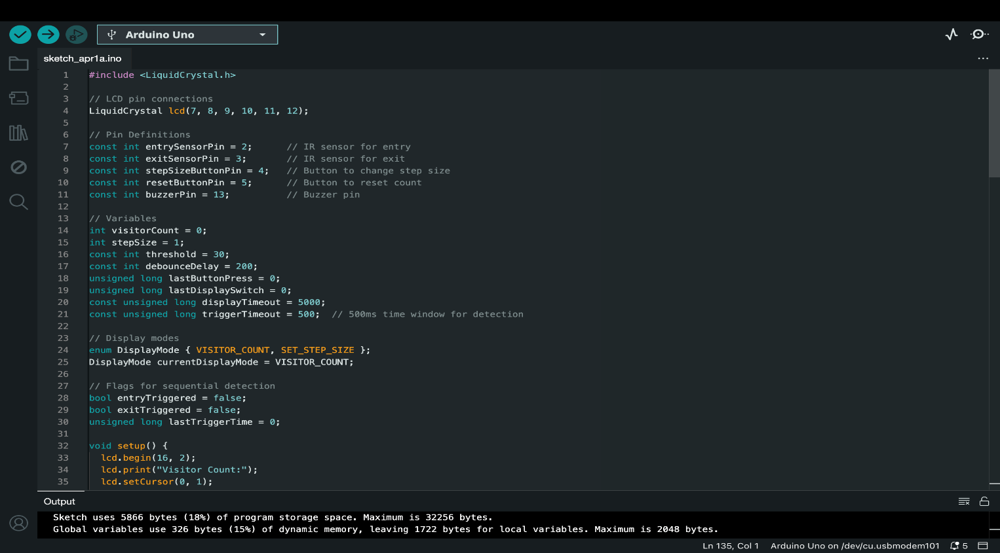 Arduino Uno
sketch_apr1a.ino
1 #include <LiquidCrystal.h>
2
3 // LCD pin connections
4 LiquidCrystal lcd(7, 8, 9, 10, 11, 12);
5
6 // Pin Definitions
7 const int entrySensorPin = 2;      // IR sensor for entry
8 const int exitSensorPin = 3;       // IR sensor for exit
9 const int stepSizeButtonPin = 4;   // Button to change step size
10 const int resetButtonPin = 5;      // Button to reset count
11 const int buzzerPin = 13;          // Buzzer pin
12
13 // Variables
14 int visitorCount = 0;
15 int stepSize = 1;
16 const int threshold = 30;
17 const int debounceDelay = 200;
18 unsigned long lastButtonPress = 0;
19 unsigned long lastDisplaySwitch = 0;
20 const unsigned long displayTimeout = 5000;
21 const unsigned long triggerTimeout = 500;  // 500ms time window for detection
22
23 // Display modes
24 enum DisplayMode { VISITOR_COUNT, SET_STEP_SIZE };
25 DisplayMode currentDisplayMode = VISITOR_COUNT;
26
27 // Flags for sequential detection
28 bool entryTriggered = false;
29 bool exitTriggered = false;
30 unsigned long lastTriggerTime = 0;
31
32 void setup() {
33   lcd.begin(16, 2);
34   lcd.print("Visitor Count:");
35   lcd.setCursor(0, 1);
Output
Sketch uses 5866 bytes (18%) of program storage space. Maximum is 32256 bytes.
Global variables use 326 bytes (15%) of dynamic memory, leaving 1722 bytes for local variables. Maximum is 2048 bytes.
Ln 135, Col 1 Arduino Uno on /dev/cu.usbmodem101 5